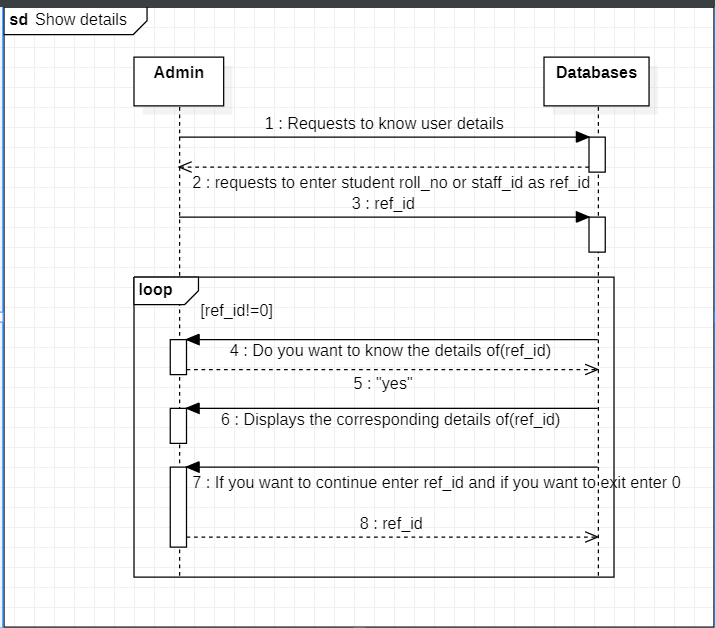 sd Show details
Admin
Databases
1 : Requests to know user details
2 : requests to enter student roll_no or staff_id as ref_id
3 : ref_id
loop
[ref_id!=0]
4 : Do you want to know the details of(ref_id)
5 : "yes"
6 : Displays the corresponding details of(ref_id)
7 : If you want to continue enter ref_id and if you want to exit enter 0
8 : ref_id